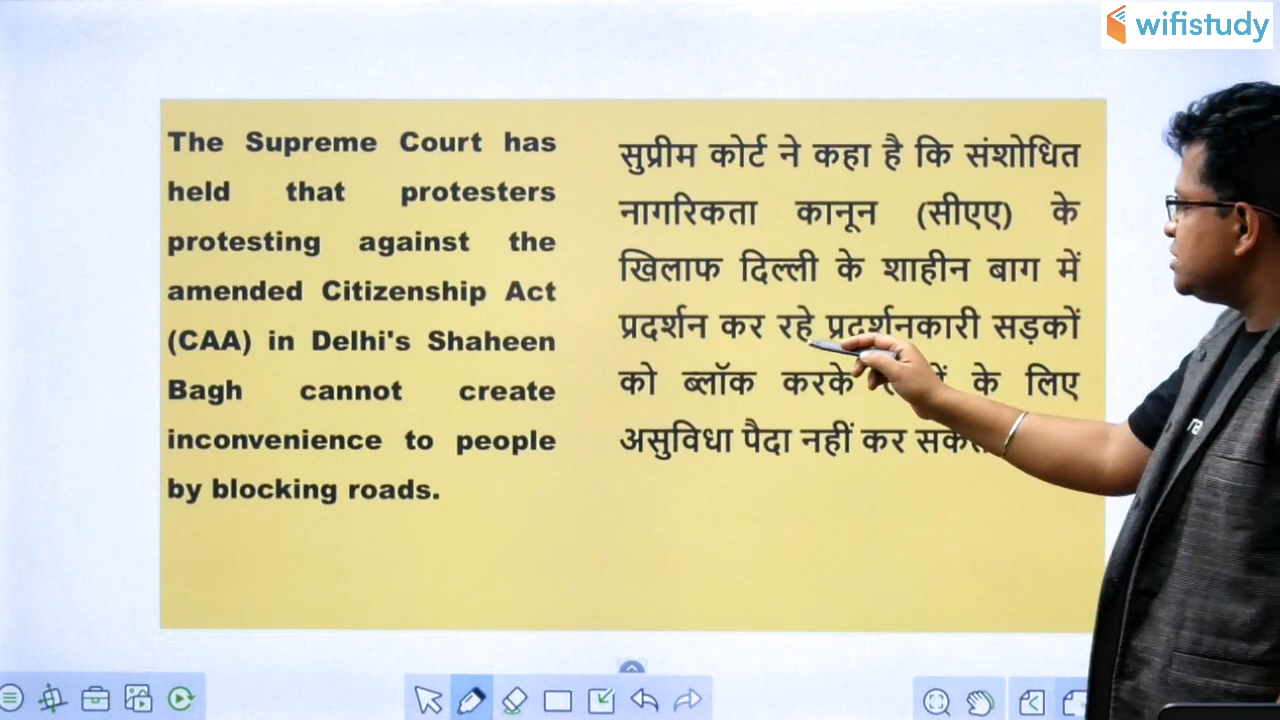 wifistudy
The Supreme Court has
held that protesters
protesting against the
amended Citizenship Act
(CAA) in Delhi's Shaheen
Bagh cannot create
inconvenience to people
by blocking roads.
सुप्रीम कोर्ट ने कहा है कि संशोधित
नागरिकता कानून (सीएए) के
खिलाफ दिल्ली के शाहीन बाग में
प्रदर्शन कर रहे प्रदर्शनकारी सड़कों
को ब्लॉक करके के लिए
असुविधा पैदा नहीं कर